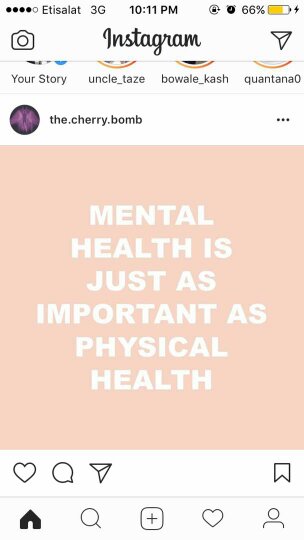 Etisalat 3G 10:11 PM 66%
Instagram
Your Story uncle_taze bowale_kash quantana0
the.cherry.bomb
MENTAL
HEALTH IS
JUST AS
IMPORTANT AS
PHYSICAL
HEALTH